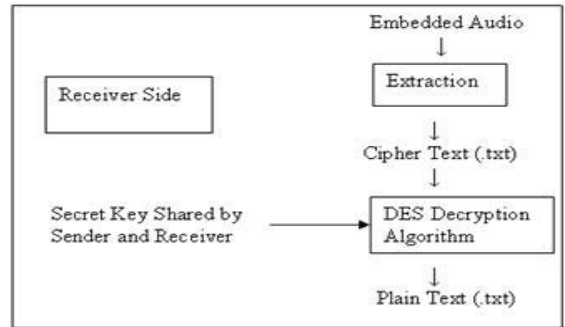 Embedded Audio
Receiver Side
Extraction
Cipher Text (.txt)
Secret Key Shared by
Sender and Receiver
DES Decryption
Algorithm
Plain Text (.txt)